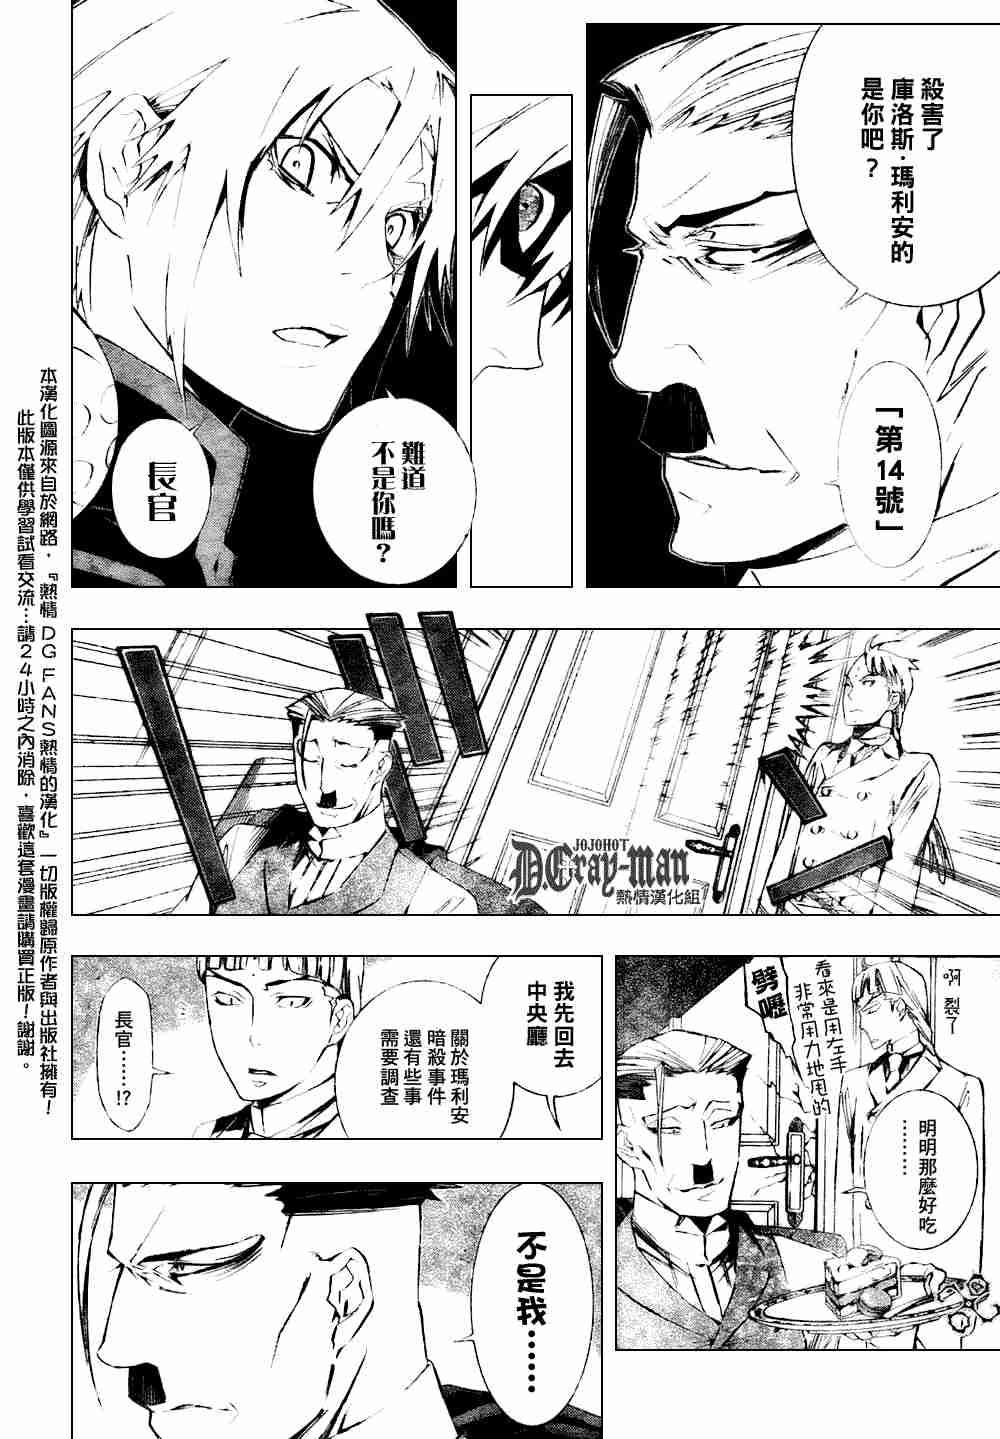 殺害了
庫洛斯·瑪利安的
是你吧？
「第14號」
難道
不是你嗎？
長官
JOJOHOT
D.Gray-man
熱情漢化組
啊 裂了
看來是用左手
非常用力地甩的
劈嚦
明明那麼好吃
………
我先回去
中央廳
關於瑪利安
暗殺事件
還有些事
需要調查
長官……!?
不是我……
本漢化圖源來自於網路．『熱情DG FANS熱情的漢化』一切版權歸原作者與出版社擁有！
此版本僅供學習試看交流…請24小時之內消除．喜歡這套漫畫請購買正版！謝謝。